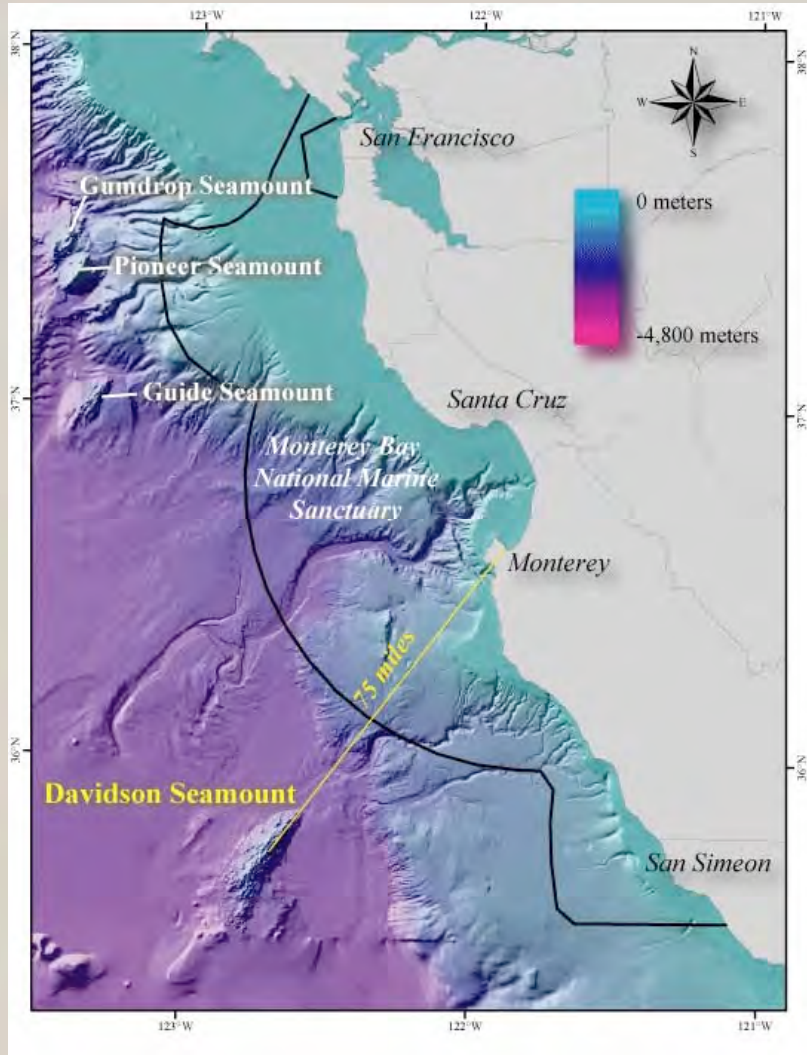 123°W
122°W
121°W
38°N
38°N
N
W
E
S
San Francisco
Gumdrop Seamount
0 meters
Pioneer Seamount
-4,800 meters
Guide Seamount
Santa Cruz
37°N
37°N
Monterey Bay
National Marine
Sanctuary
Monterey
75 miles
36°N
36°N
Davidson Seamount
San Simeon
123°W
122°W
121°W